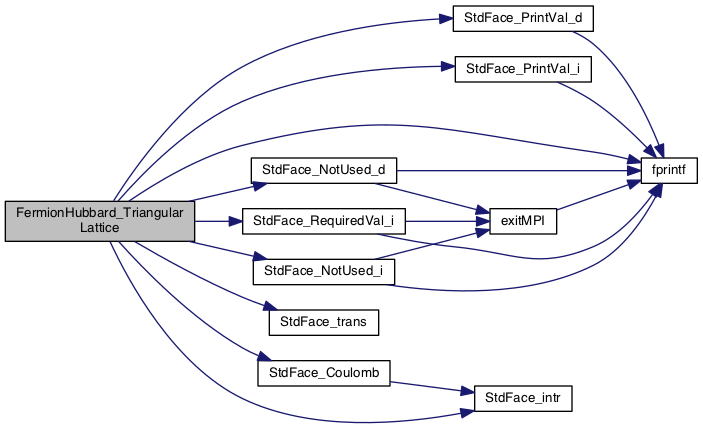 StdFace_PrintVal_d
StdFace_PrintVal_i
StdFace_NotUsed_d
fprintf
FermionHubbard_Triangular
Lattice
StdFace_RequiredVal_i
exitMPI
StdFace_NotUsed_i
StdFace_trans
StdFace_Coulomb
StdFace_intr